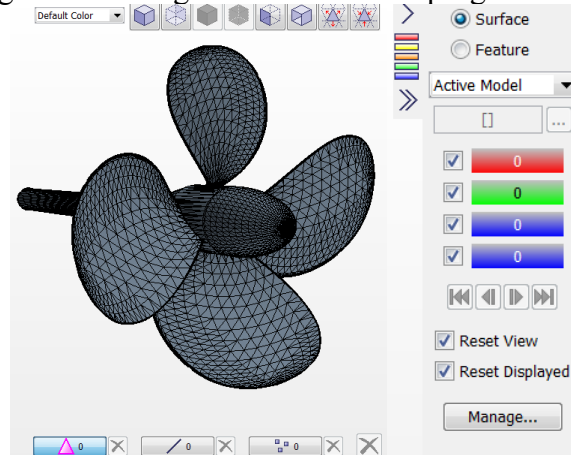 Default Color
Surface
Feature
Active Model
[]
...
0
0
0
0
Reset View
Reset Displayed
Manage...
0
0
0